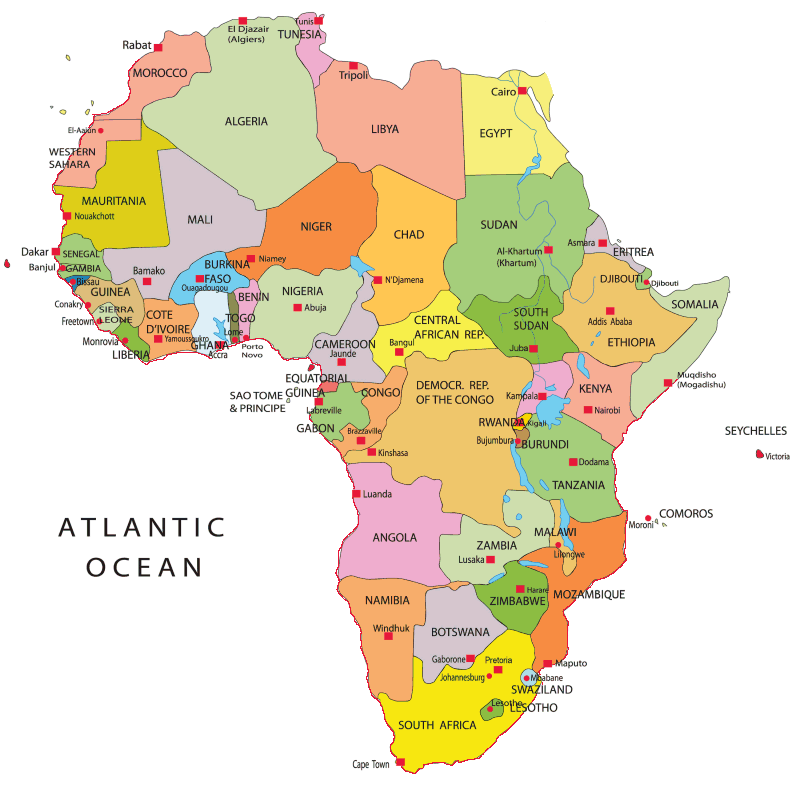 Tunis
El Djazair
(Algiers)
TUNESIA
Rabat
MOROCCO
Tripoli
Cairo
ALGERIA
LIBYA
EGYPT
El-Aajún
WESTERN
SAHARA
MAURITANIA
Nouakchott
MALI
NIGER
CHAD
SUDAN
Al-Khartum
(Khartum)
Asmara
ERITREA
Dakar
SENEGAL
Banjul
GAMBIA
Bissau
GUINEA
Conakry
SIERRA
LEONE
Freetown
Monrovia
LIBERIA
Bamako
BURKINA
FASO
Ouagadougou
Niamey
COTE
D'IVOIRE
Yamoussoukro
GHANA
Accra
TOGO
Lome
BENIN
Porto
Novo
NIGERIA
Abuja
N'Djamena
DJIBOUTI
Djibouti
SOMALIA
Addis Ababa
ETHIOPIA
SOUTH
SUDAN
Juba
CENTRAL
AFRICAN REP.
Bangul
CAMEROON
Jaunde
EQUATORIAL
GUINEA
SAO TOME
& PRINCIPE
Labreville
GABON
CONGO
Brazzaville
Kinshasa
DEMOCR. REP.
OF THE CONGO
Kampala
KENYA
Nairobi
Muqdisho
(Mogadishu)
RWANDA
Kigali
Bujumbura
BURUNDI
Dodama
TANZANIA
SEYCHELLES
Victoria
Luanda
ANGOLA
ATLANTIC
OCEAN
COMOROS
Moroni
MALAWI
Lilongwe
ZAMBIA
Lusaka
Harare
ZIMBABWE
MOZAMBIQUE
NAMIBIA
Windhuk
BOTSWANA
Gaborone
Pretoria
Johannesburg
Maputo
Mbabane
SWAZILAND
Lesotho
LESOTHO
SOUTH AFRICA
Cape Town